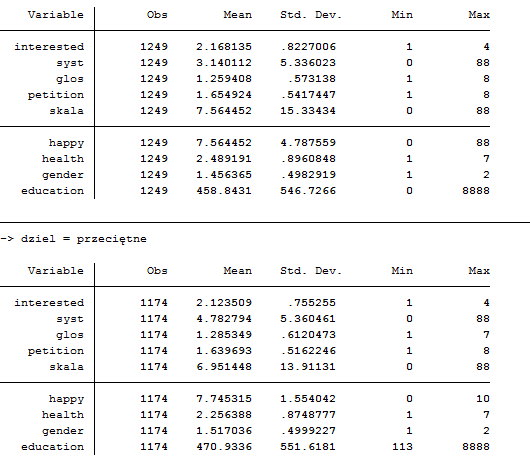 Variable Obs Mean Std. Dev. Min Max
interested 1249 2.168135 .8227006 1 4
syst 1249 3.140112 5.336023 0 88
glos 1249 1.259408 .573138 1 8
petition 1249 1.654924 .5417447 1 8
skala 1249 7.564452 15.33434 0 88
happy 1249 7.564452 4.787559 0 88
health 1249 2.489191 .8960848 1 7
gender 1249 1.456365 .4982919 1 2
education 1249 458.8431 546.7266 0 8888
-> dziel = przeciętne
Variable Obs Mean Std. Dev. Min Max
interested 1174 2.123509 .755255 1 4
syst 1174 4.782794 5.360461 0 88
glos 1174 1.285349 .6120473 1 7
petition 1174 1.639693 .5162246 1 8
skala 1174 6.951448 13.91131 0 88
happy 1174 7.745315 1.554042 0 10
health 1174 2.256388 .8748777 1 7
gender 1174 1.517036 .4999227 1 2
education 1174 470.9336 551.6181 113 8888